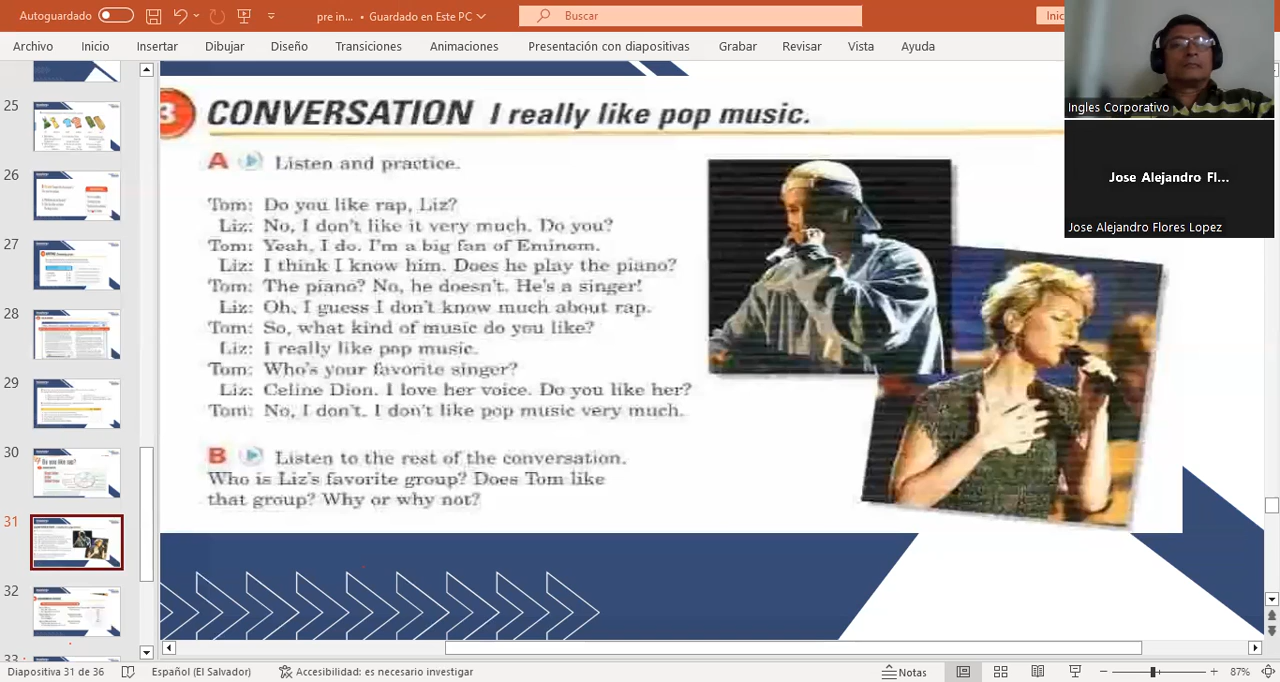 Autoguardado
pre in... • Guardado en Este PC
Buscar
Inic
Archivo
Inicio
Insertar
Dibujar
Diseño
Transiciones
Animaciones
Presentación con diapositivas
Grabar
Revisar
Vista
Ayuda
Ingles Corporativo
Jose Alejandro Fl...
Jose Alejandro Flores Lopez
25
26
27
28
29
30
31
32
33
3 CONVERSATION I really like pop music.
A Listen and practice.
Tom: Do you like rap, Liz?
Liz: No, I don't like it very much. Do you?
Tom: Yeah, I do. I'm a big fan of Eminem.
Liz: I think I know him. Does he play the piano?
Tom: The piano? No, he doesn't. He's a singer!
Liz: Oh, I guess I don't know much about rap.
Tom: So, what kind of music do you like?
Liz: I really like pop music.
Tom: Who's your favorite singer?
Liz: Celine Dion. I love her voice. Do you like her?
Tom: No, I don't. I don't like pop music very much.
B Listen to the rest of the conversation.
Who is Liz's favorite group? Does Tom like
that group? Why or why not?
Diapositiva 31 de 36
Español (El Salvador)
Accesibilidad: es necesario investigar
Notas
87%